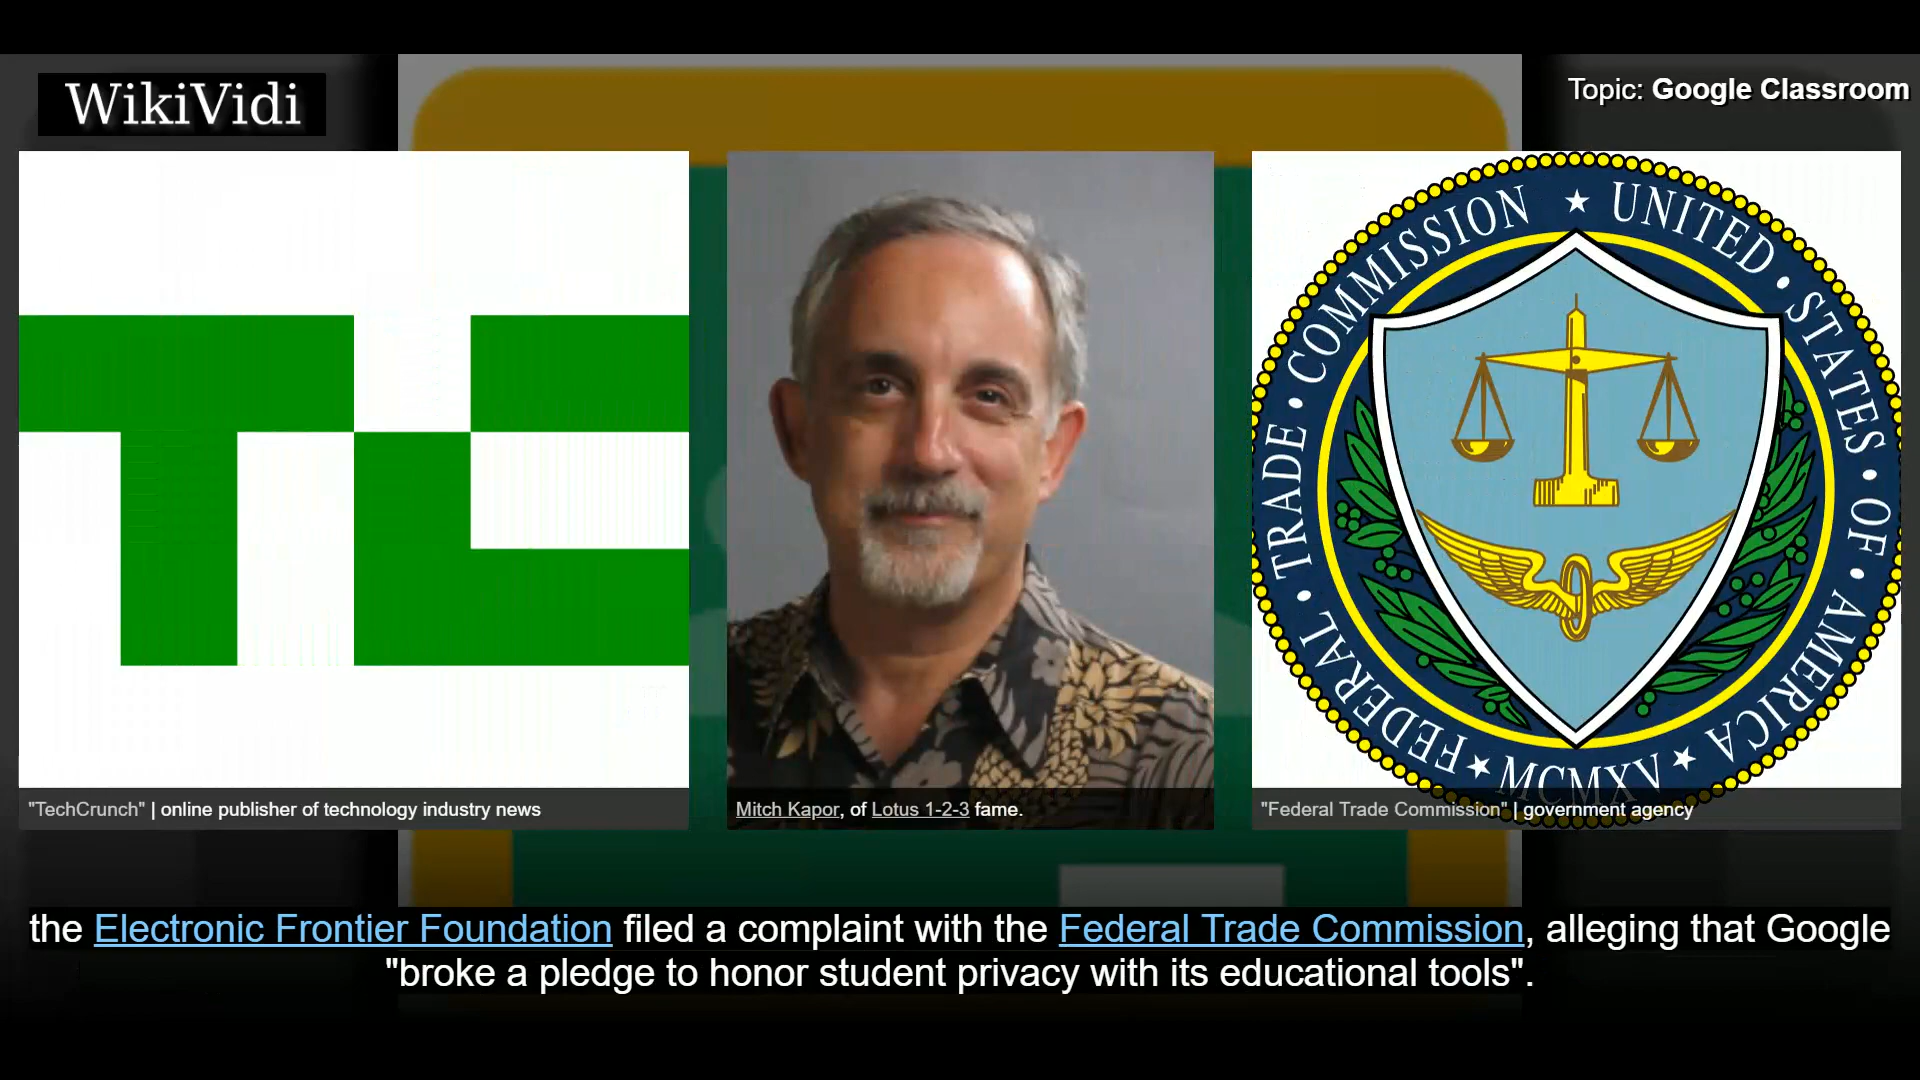 WikiVidi
Topic: Google Classroom
TC
FEDERAL TRADE COMMISSION ★ UNITED • STATES • OF • AMERICA ★ MCMXV ★
"TechCrunch" | online publisher of technology industry news
Mitch Kapor, of Lotus 1-2-3 fame.
"Federal Trade Commission" | government agency
the Electronic Frontier Foundation filed a complaint with the Federal Trade Commission, alleging that Google
"broke a pledge to honor student privacy with its educational tools".